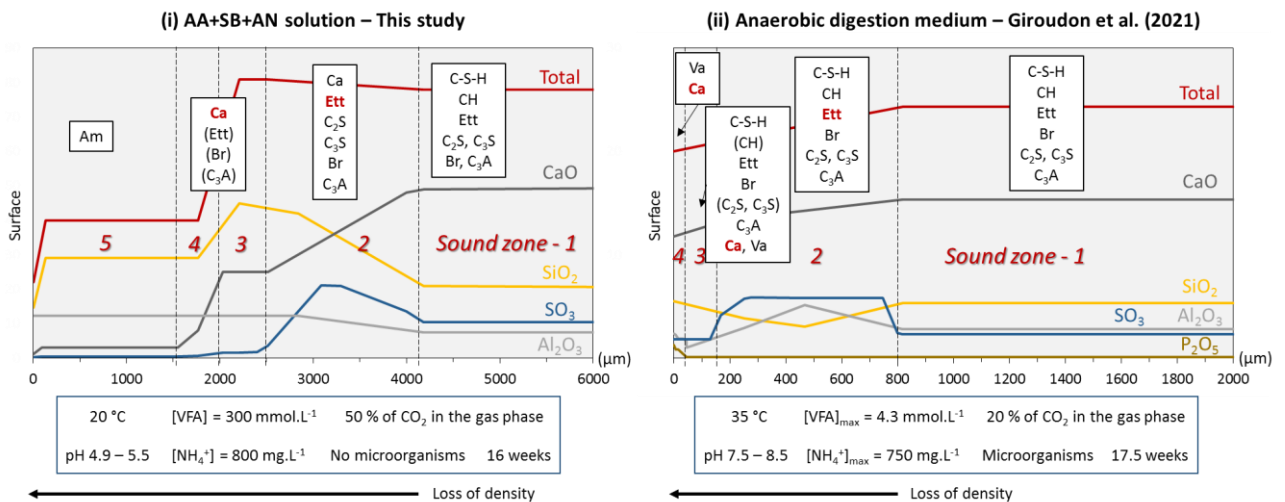 (i) AA+SB+AN solution – This study
Total
CaO
SiO₂
SO₃
Al₂O₃
Surface
Am
Ca
(Ett)
(Br)
(C₃A)
Ca
Ett
C₂S
C₃S
Br
C₃A
C-S-H
CH
Ett
C₂S, C₃S
Br, C₃A
5
4
3
2
Sound zone - 1
0 1000 2000 3000 4000 5000 6000 (µm)
20 °C [VFA] = 300 mmol.L⁻¹ 50 % of CO₂ in the gas phase
pH 4.9 – 5.5 [NH₄⁺] = 800 mg.L⁻¹ No microorganisms 16 weeks
Loss of density
(ii) Anaerobic digestion medium – Giroudon et al. (2021)
Total
CaO
SiO₂
SO₃
Al₂O₃
P₂O₅
Surface
Va
Ca
C-S-H
(CH)
Ett
Br
(C₂S, C₃S)
C₃A
Ca, Va
C-S-H
CH
Ett
Br
C₂S, C₃S
C₃A
C-S-H
CH
Ett
Br
C₂S, C₃S
C₃A
4
3
2
Sound zone - 1
0 200 400 600 800 1000 1200 1400 1600 1800 2000 (µm)
35 °C [VFA]max = 4.3 mmol.L⁻¹ 20 % of CO₂ in the gas phase
pH 7.5 – 8.5 [NH₄⁺]max = 750 mg.L⁻¹ Microorganisms 17.5 weeks
Loss of density